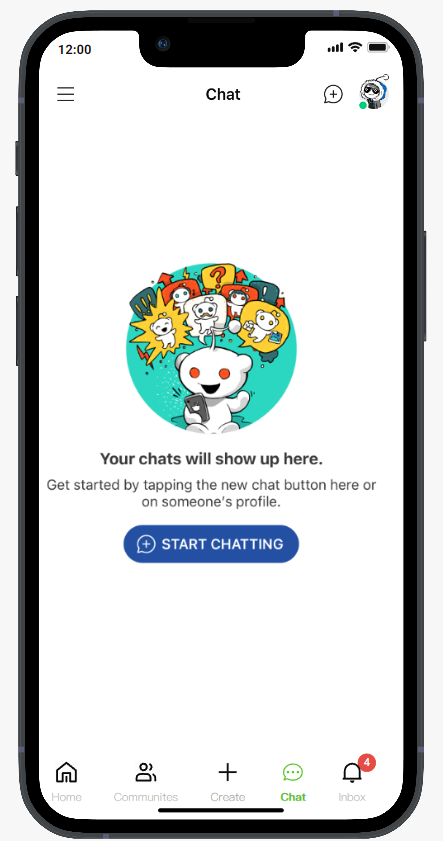 12:00
Chat
Your chats will show up here.
Get started by tapping the new chat button here or
on someone's profile.
START CHATTING
4
Home
Communites
Create
Chat
Inbox